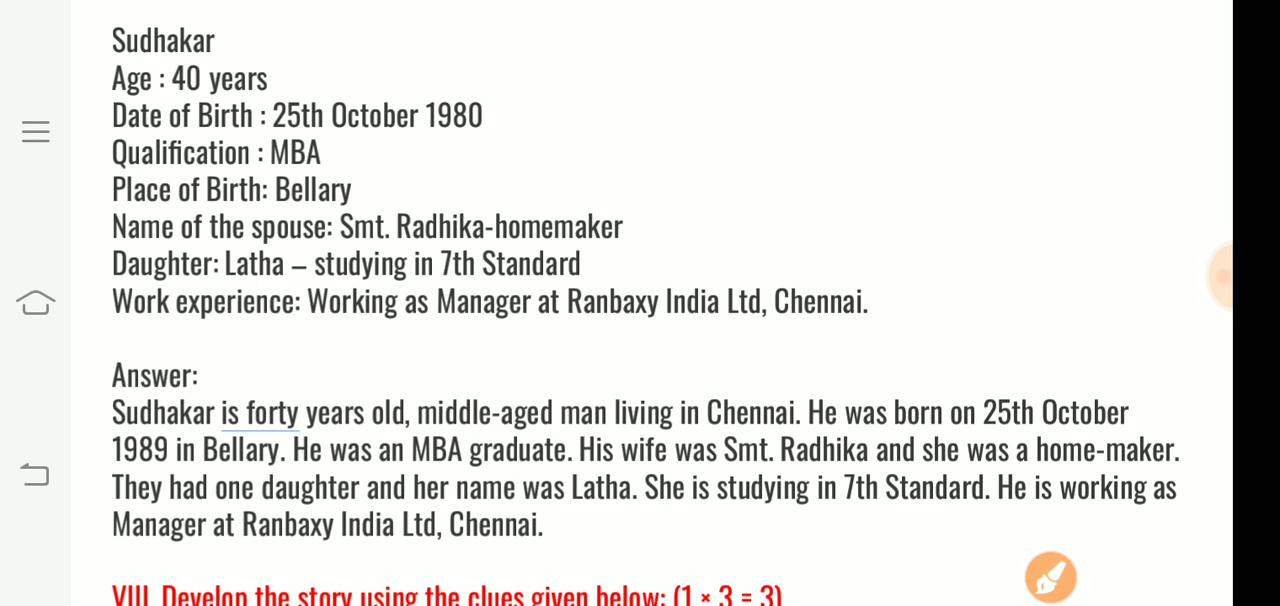 Sudhakar
Age : 40 years
Date of Birth : 25th October 1980
Qualification : MBA
Place of Birth: Bellary
Name of the spouse: Smt. Radhika-homemaker
Daughter: Latha – studying in 7th Standard
Work experience: Working as Manager at Ranbaxy India Ltd, Chennai.
Answer:
Sudhakar is forty years old, middle-aged man living in Chennai. He was born on 25th October
1989 in Bellary. He was an MBA graduate. His wife was Smt. Radhika and she was a home-maker.
They had one daughter and her name was Latha. She is studying in 7th Standard. He is working as
Manager at Ranbaxy India Ltd, Chennai.
VIII. Develop the story using the clues given below: (1 × 3 = 3)